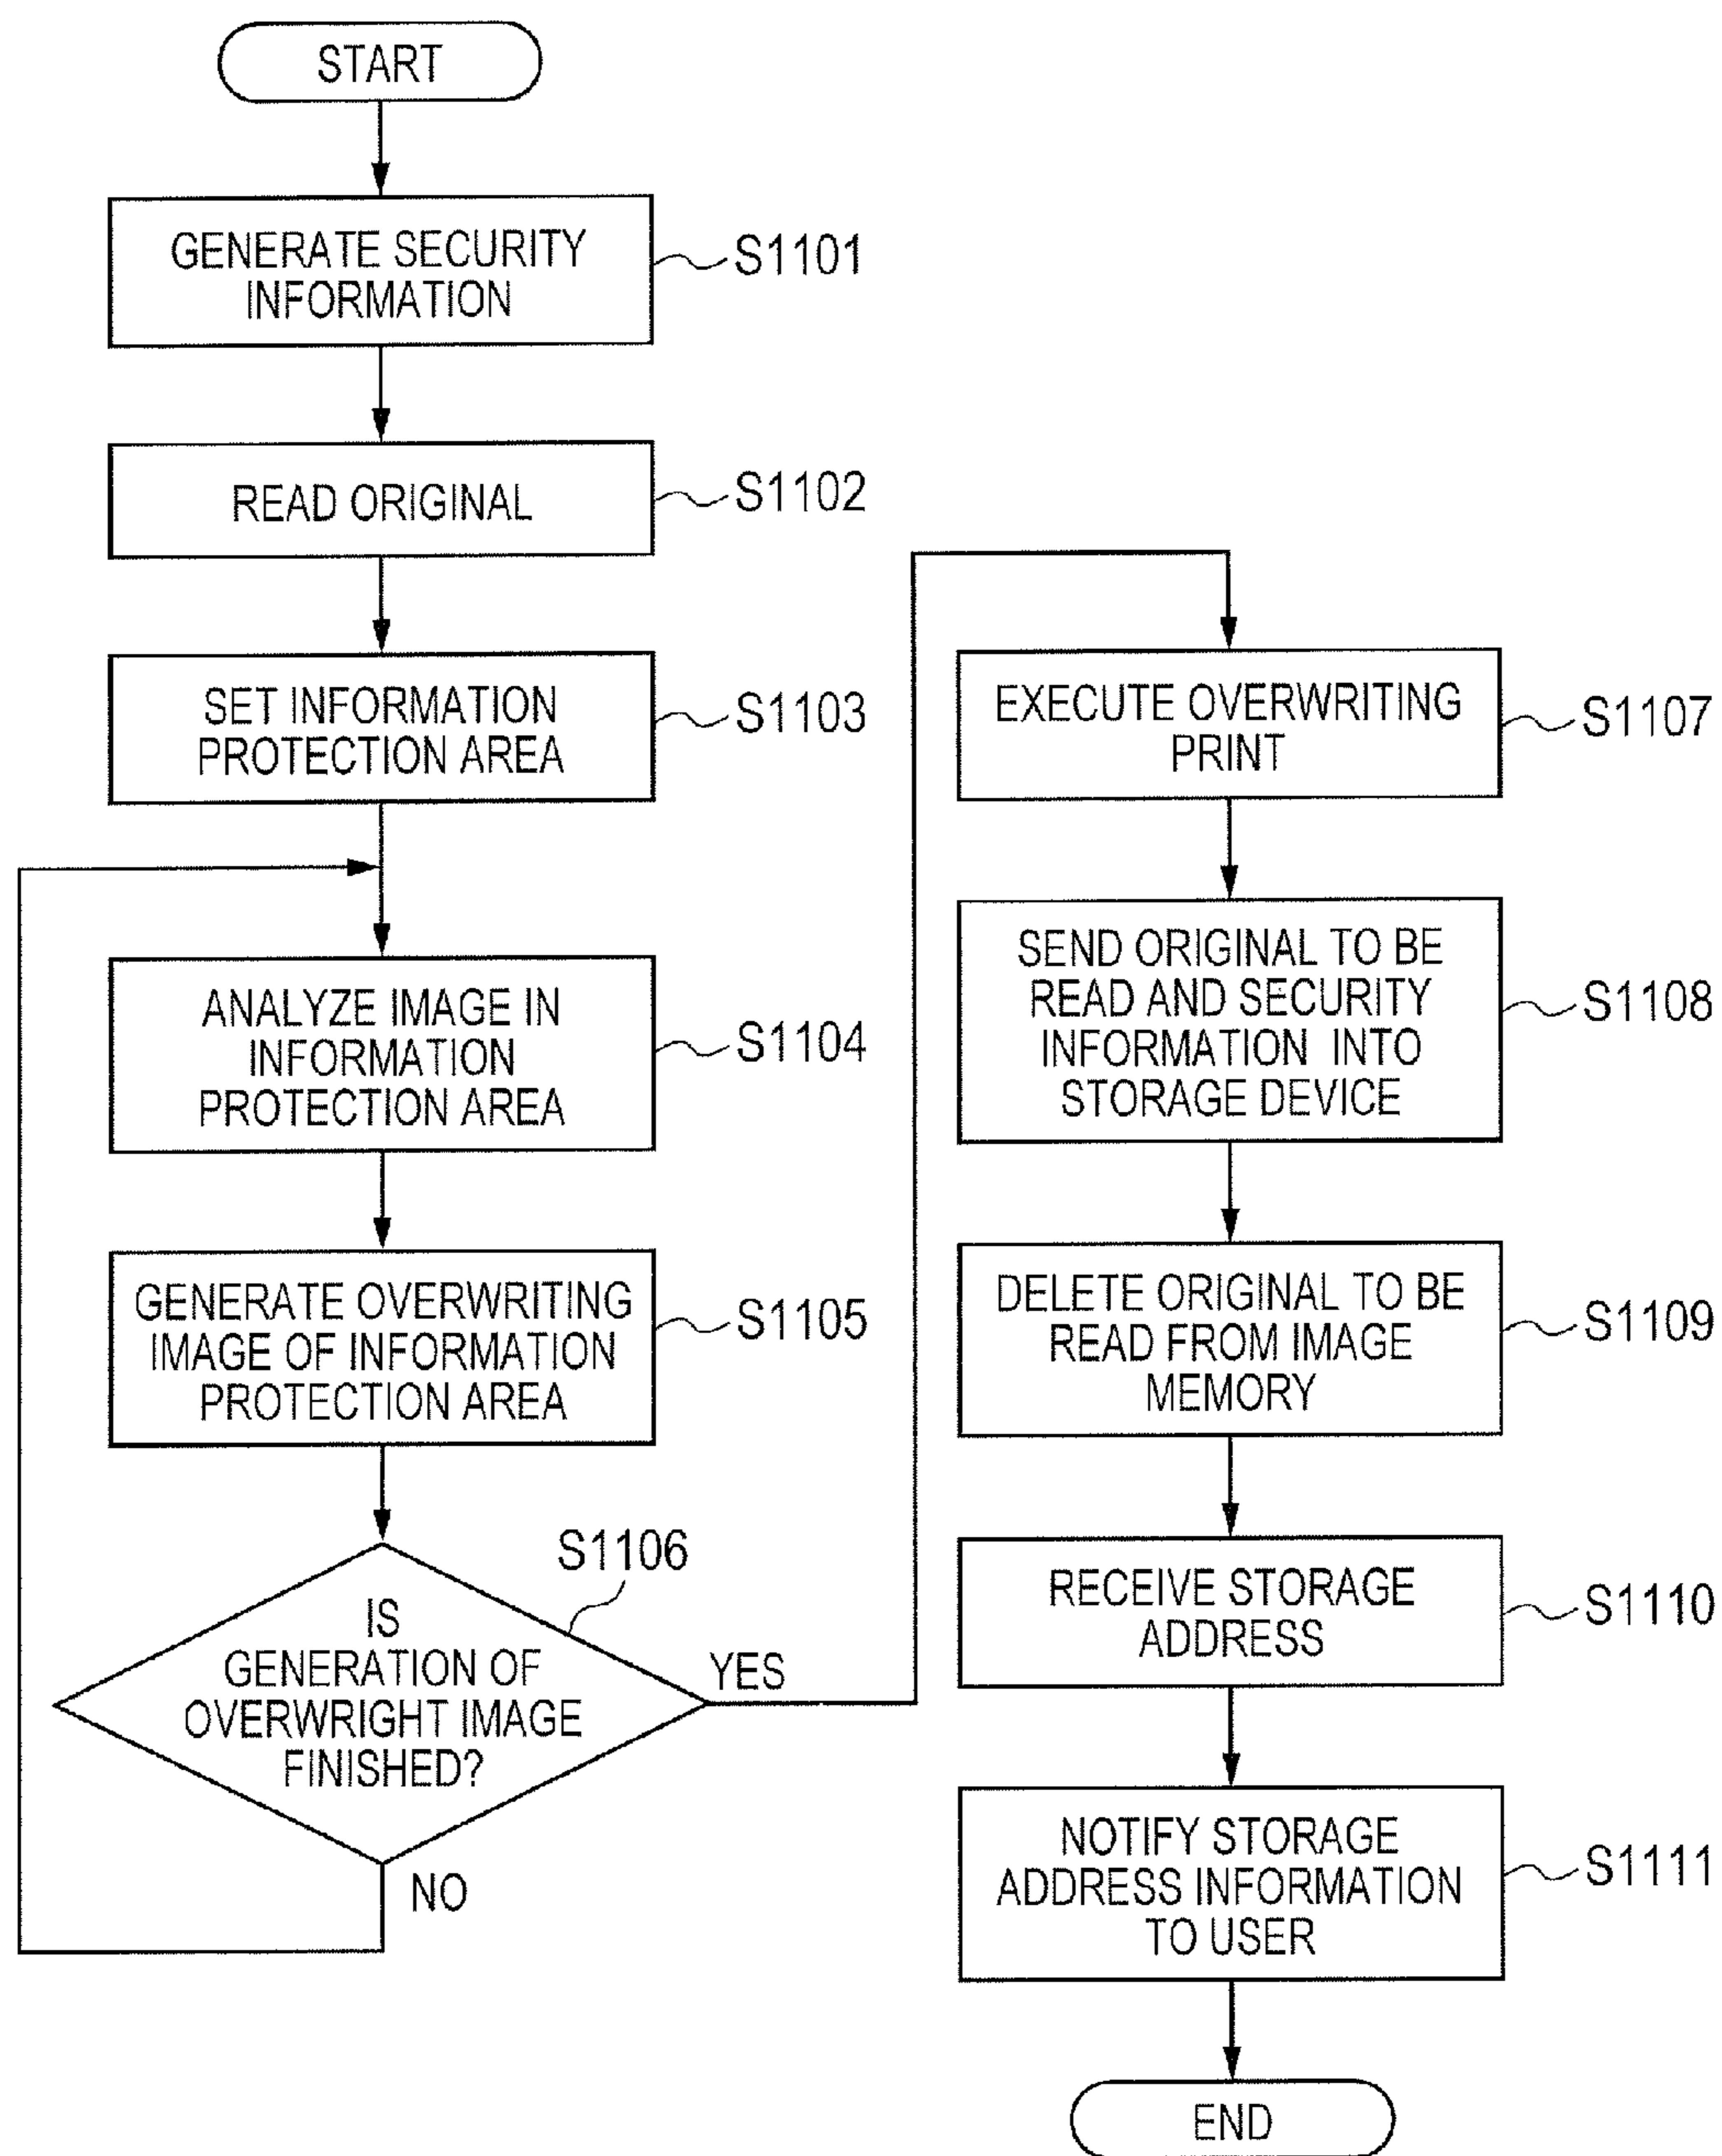 START
GENERATE SECURITY
INFORMATION
S1101
READ ORIGINAL
S1102
SET INFORMATION
PROTECTION AREA
S1103
ANALYZE IMAGE IN
INFORMATION
PROTECTION AREA
S1104
GENERATE OVERWRITING
IMAGE OF INFORMATION
PROTECTION AREA
S1105
S1106
IS
GENERATION OF
OVERWRIGHT IMAGE
FINISHED?
YES
NO
EXECUTE OVERWRITING
PRINT
S1107
SEND ORIGINAL TO BE
READ AND SECURITY
INFORMATION INTO
STORAGE DEVICE
S1108
DELETE ORIGINAL TO BE
READ FROM IMAGE
MEMORY
S1109
RECEIVE STORAGE
ADDRESS
S1110
NOTIFY STORAGE
ADDRESS INFORMATION
TO USER
S1111
END